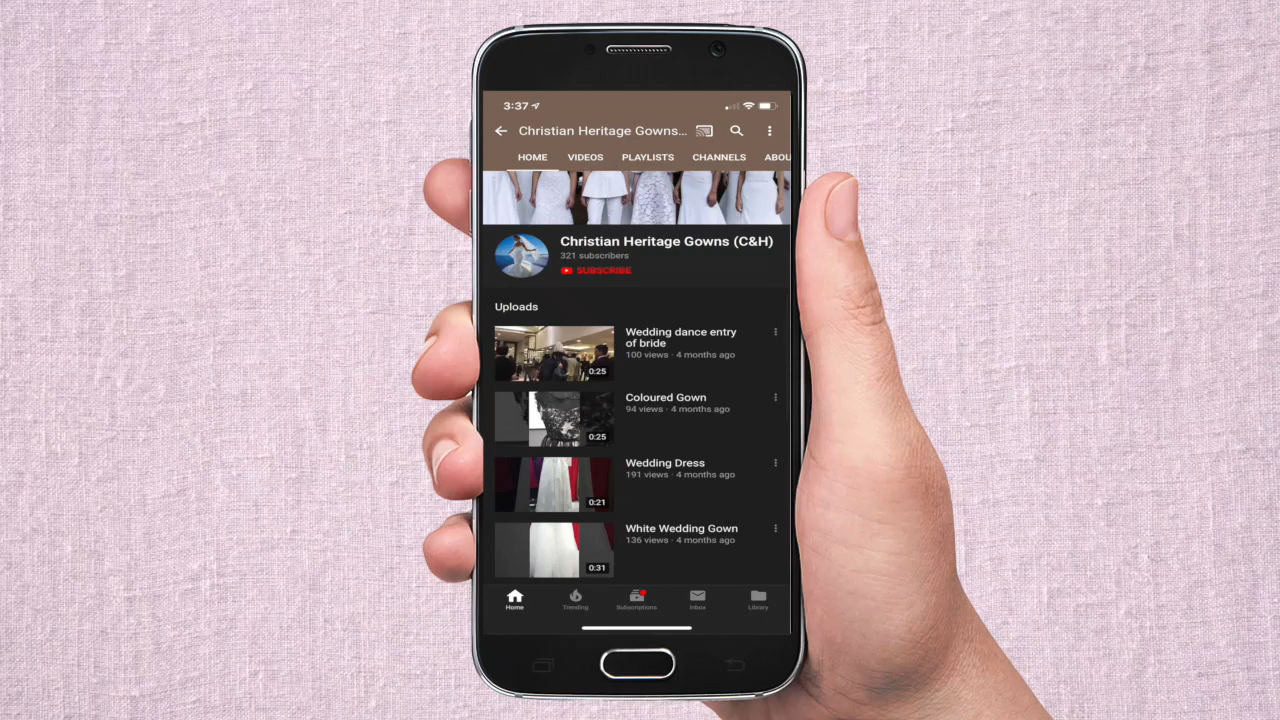 3:37
Christian Heritage Gowns...
HOME VIDEOS PLAYLISTS CHANNELS ABOU
Christian Heritage Gowns (C&H)
321 subscribers
SUBSCRIBE
Uploads
Wedding dance entry
of bride
100 views · 4 months ago
0:25
Coloured Gown
94 views · 4 months ago
0:25
Wedding Dress
191 views · 4 months ago
0:21
White Wedding Gown
136 views · 4 months ago
0:31
Home Trending Subscriptions Inbox Library